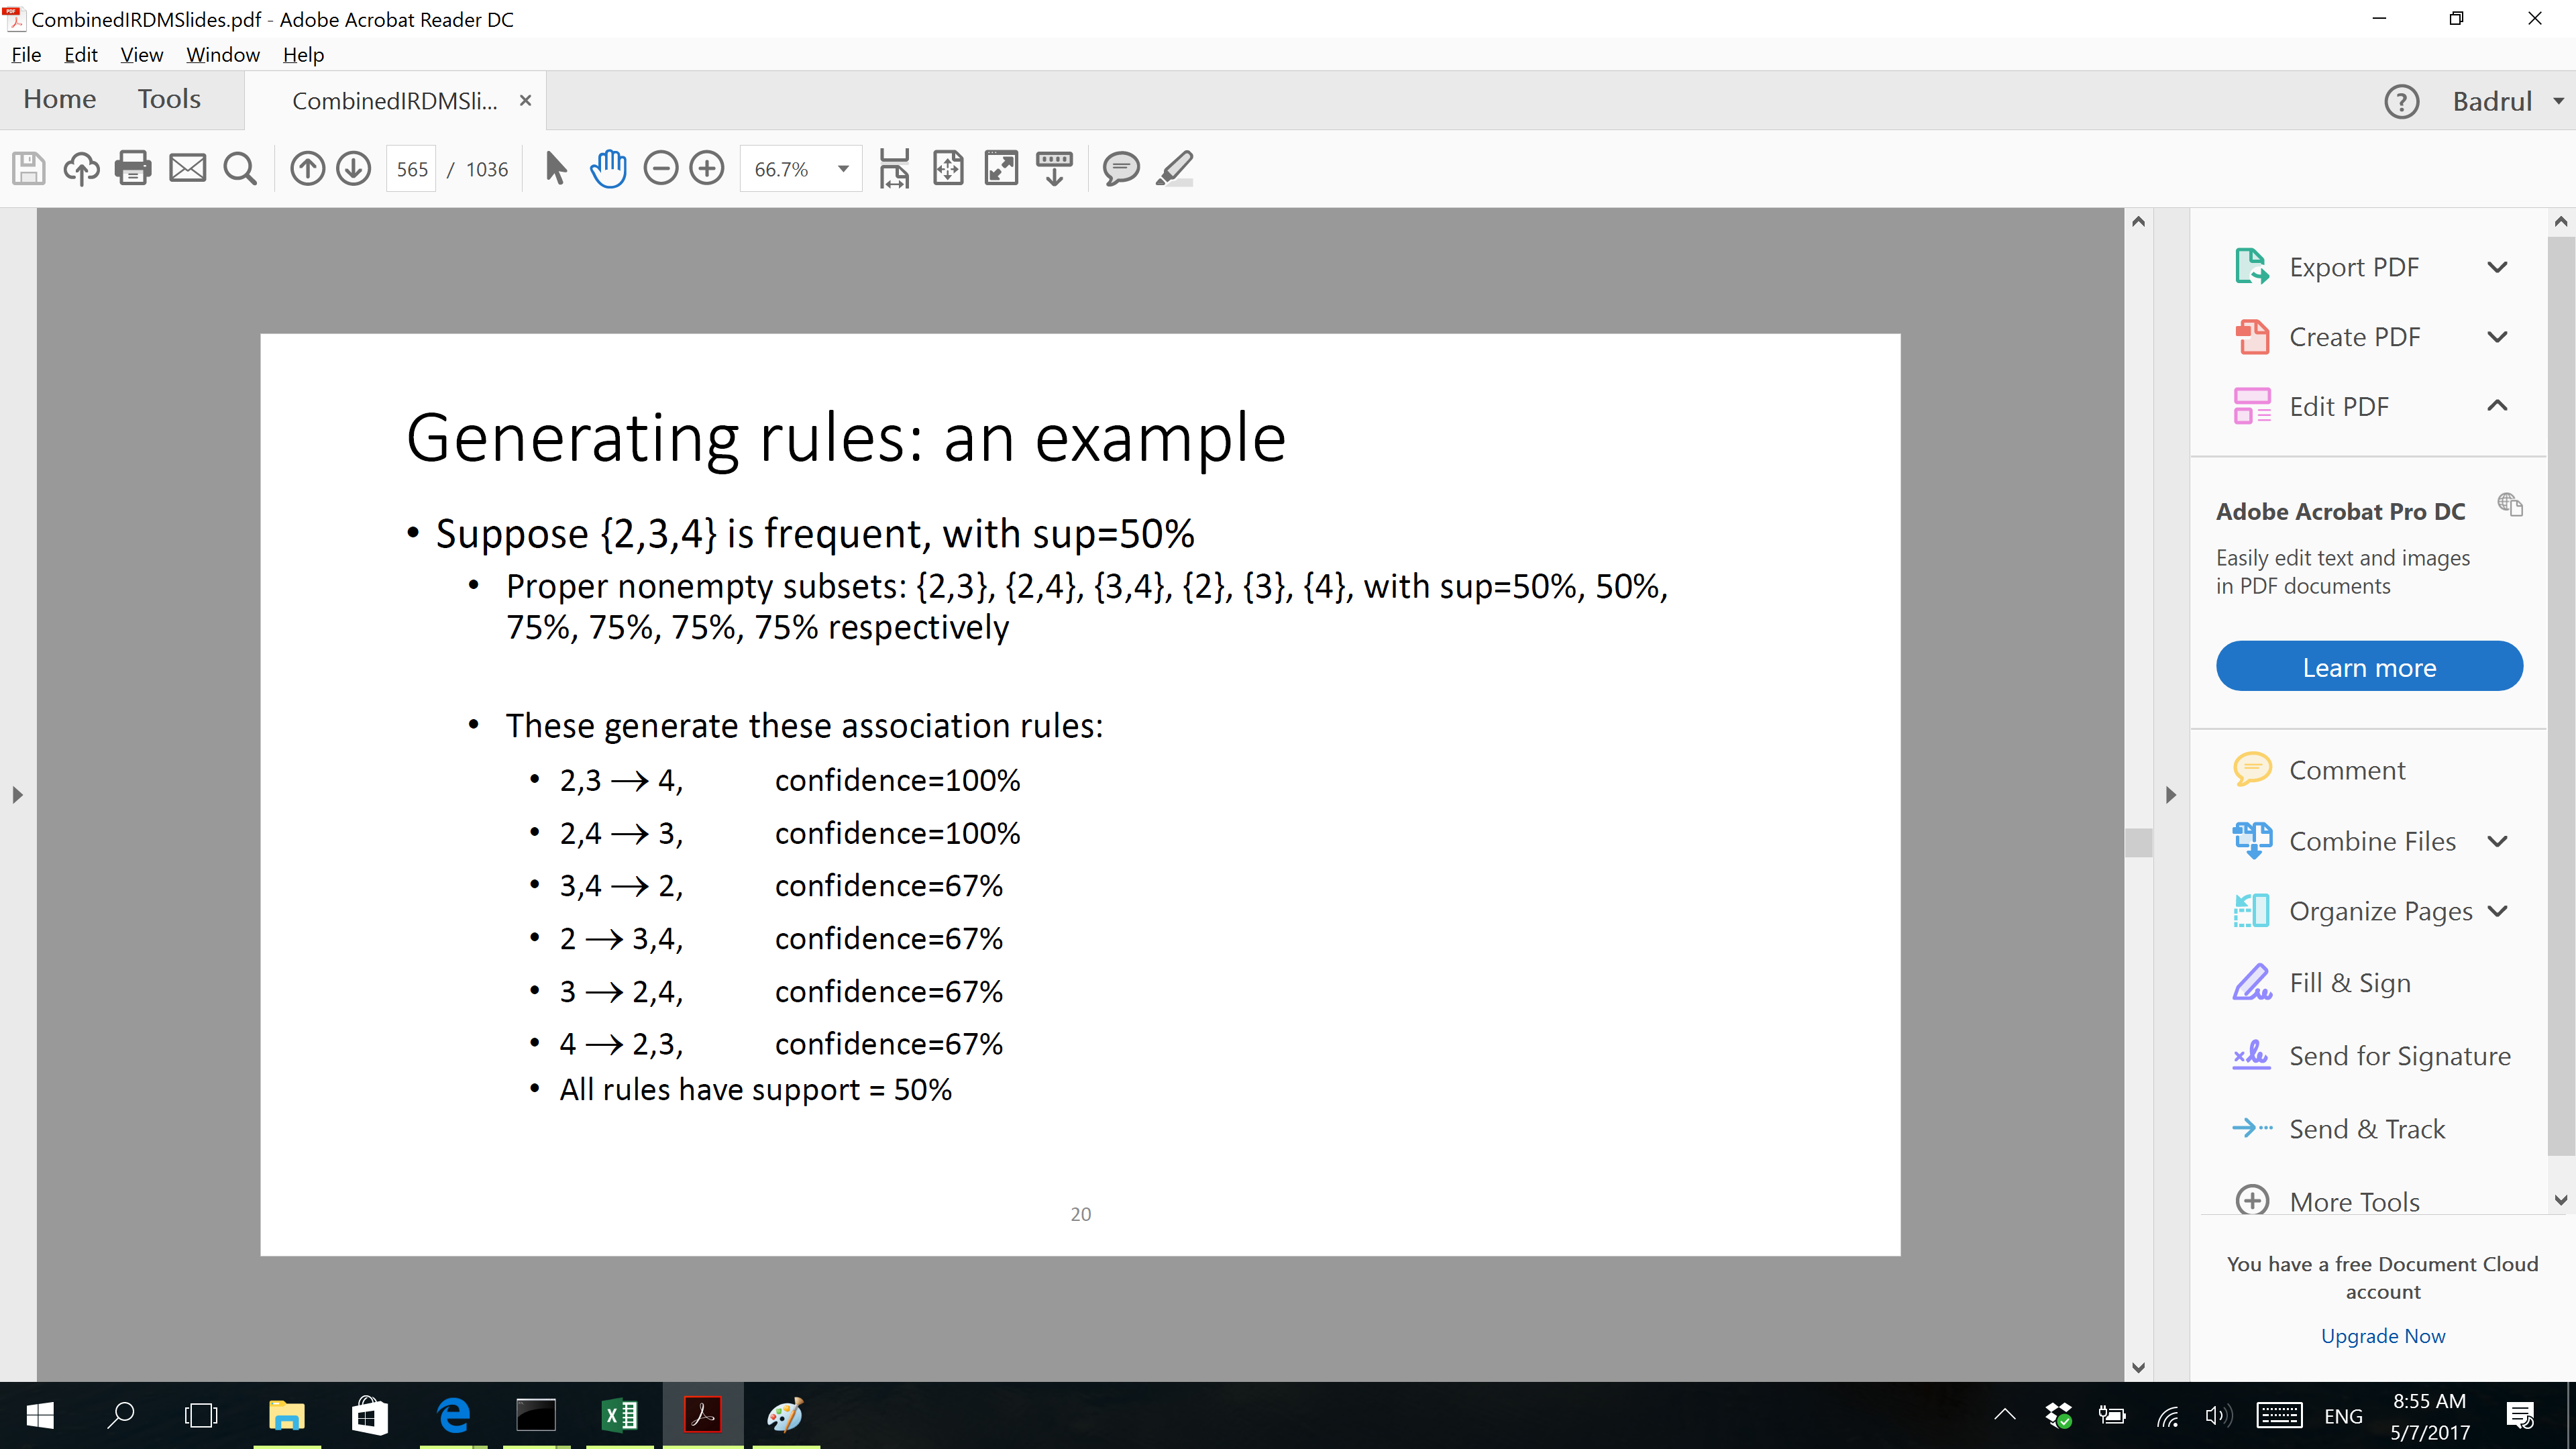 CombinedIRDMSlides.pdf - Adobe Acrobat Reader DC
File Edit View Window Help
Home Tools CombinedIRDMSli... Badrul
565 / 1036 66.7%
Generating rules: an example
• Suppose {2,3,4} is frequent, with sup=50%
• Proper nonempty subsets: {2,3}, {2,4}, {3,4}, {2}, {3}, {4}, with sup=50%, 50%,
75%, 75%, 75%, 75% respectively
• These generate these association rules:
• 2,3 → 4, confidence=100%
• 2,4 → 3, confidence=100%
• 3,4 → 2, confidence=67%
• 2 → 3,4, confidence=67%
• 3 → 2,4, confidence=67%
• 4 → 2,3, confidence=67%
• All rules have support = 50%
20
Export PDF
Create PDF
Edit PDF
Adobe Acrobat Pro DC
Easily edit text and images
in PDF documents
Learn more
Comment
Combine Files
Organize Pages
Fill & Sign
Send for Signature
Send & Track
More Tools
You have a free Document Cloud
account
Upgrade Now
ENG
8:55 AM
5/7/2017